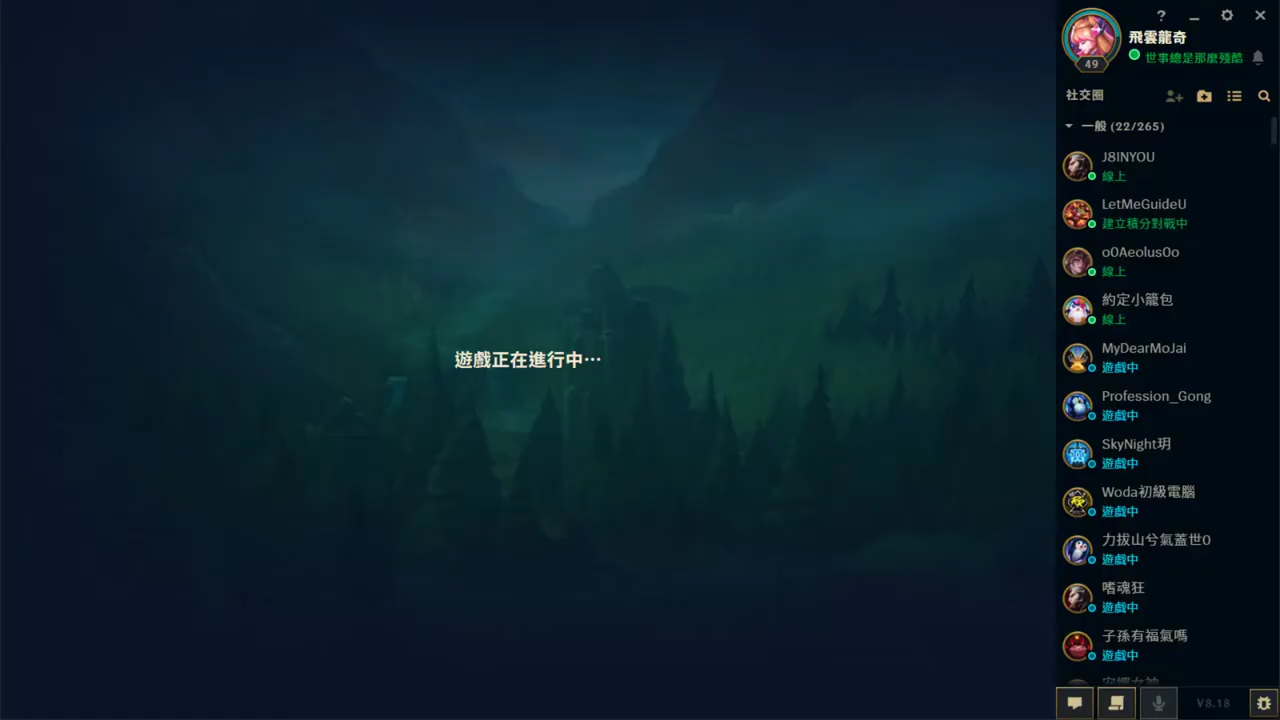 飛雲龍奇
49
世事總是那麼殘酷
社交圈
一般 (22/265)
J8INYOU
線上
LetMeGuideU
建立積分對戰中
o0Aeolus0o
線上
約定小籠包
線上
遊戲正在進行中…
MyDearMoJai
遊戲中
Profession_Gong
遊戲中
SkyNight玥
遊戲中
Woda初級電腦
遊戲中
力拔山兮氣蓋世0
遊戲中
嗜魂狂
遊戲中
子孫有福氣嗎
遊戲中
V8.18